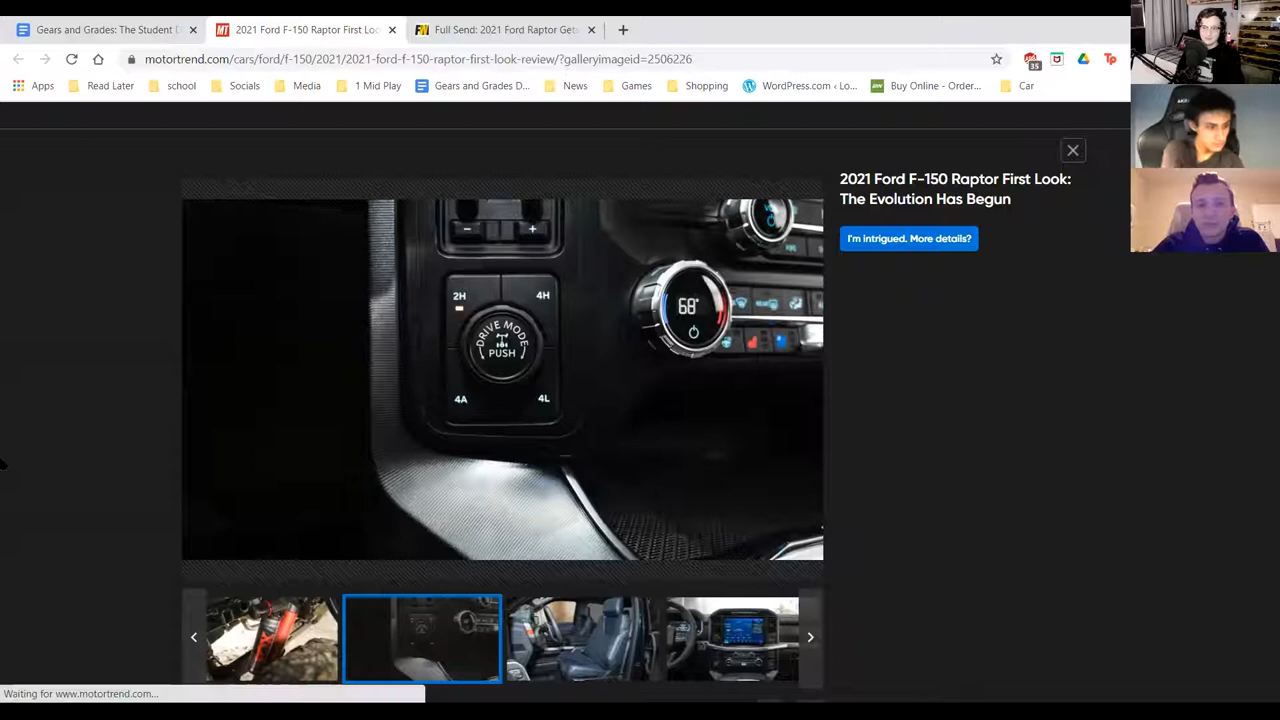 Gears and Grades: The Student D
MT 2021 Ford F-150 Raptor First Loo
Full Send: 2021 Ford Raptor Gets
motortrend.com/cars/ford/f-150/2021/2021-ford-f-150-raptor-first-look-review/?galleryimageid=2506226
35
Apps Read Later school Socials Media 1 Mid Play Gears and Grades D... News Games Shopping WordPress.com ‹ Lo... Buy Online - Order... Car
2021 Ford F-150 Raptor First Look:
The Evolution Has Begun
I'm intrigued. More details?
2H 4H
DRIVE MODE
PUSH
4A 4L
68°
Waiting for www.motortrend.com...